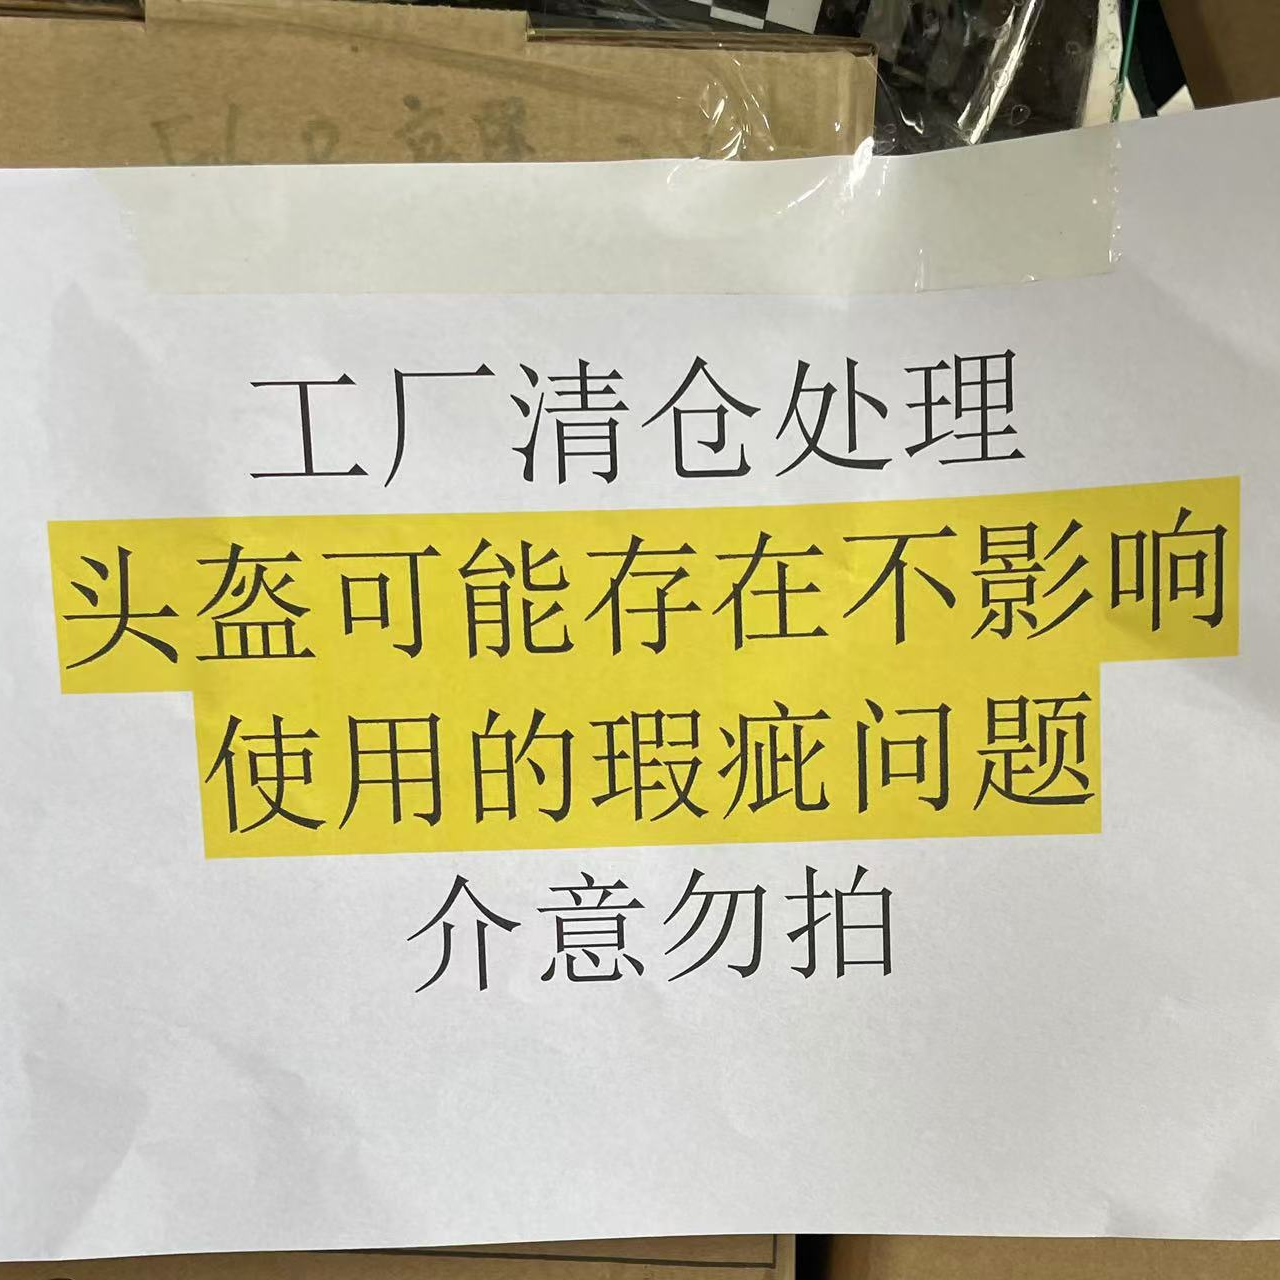 工厂清仓处理
头盔可能存在不影响
使用的瑕疵问题
介意勿拍